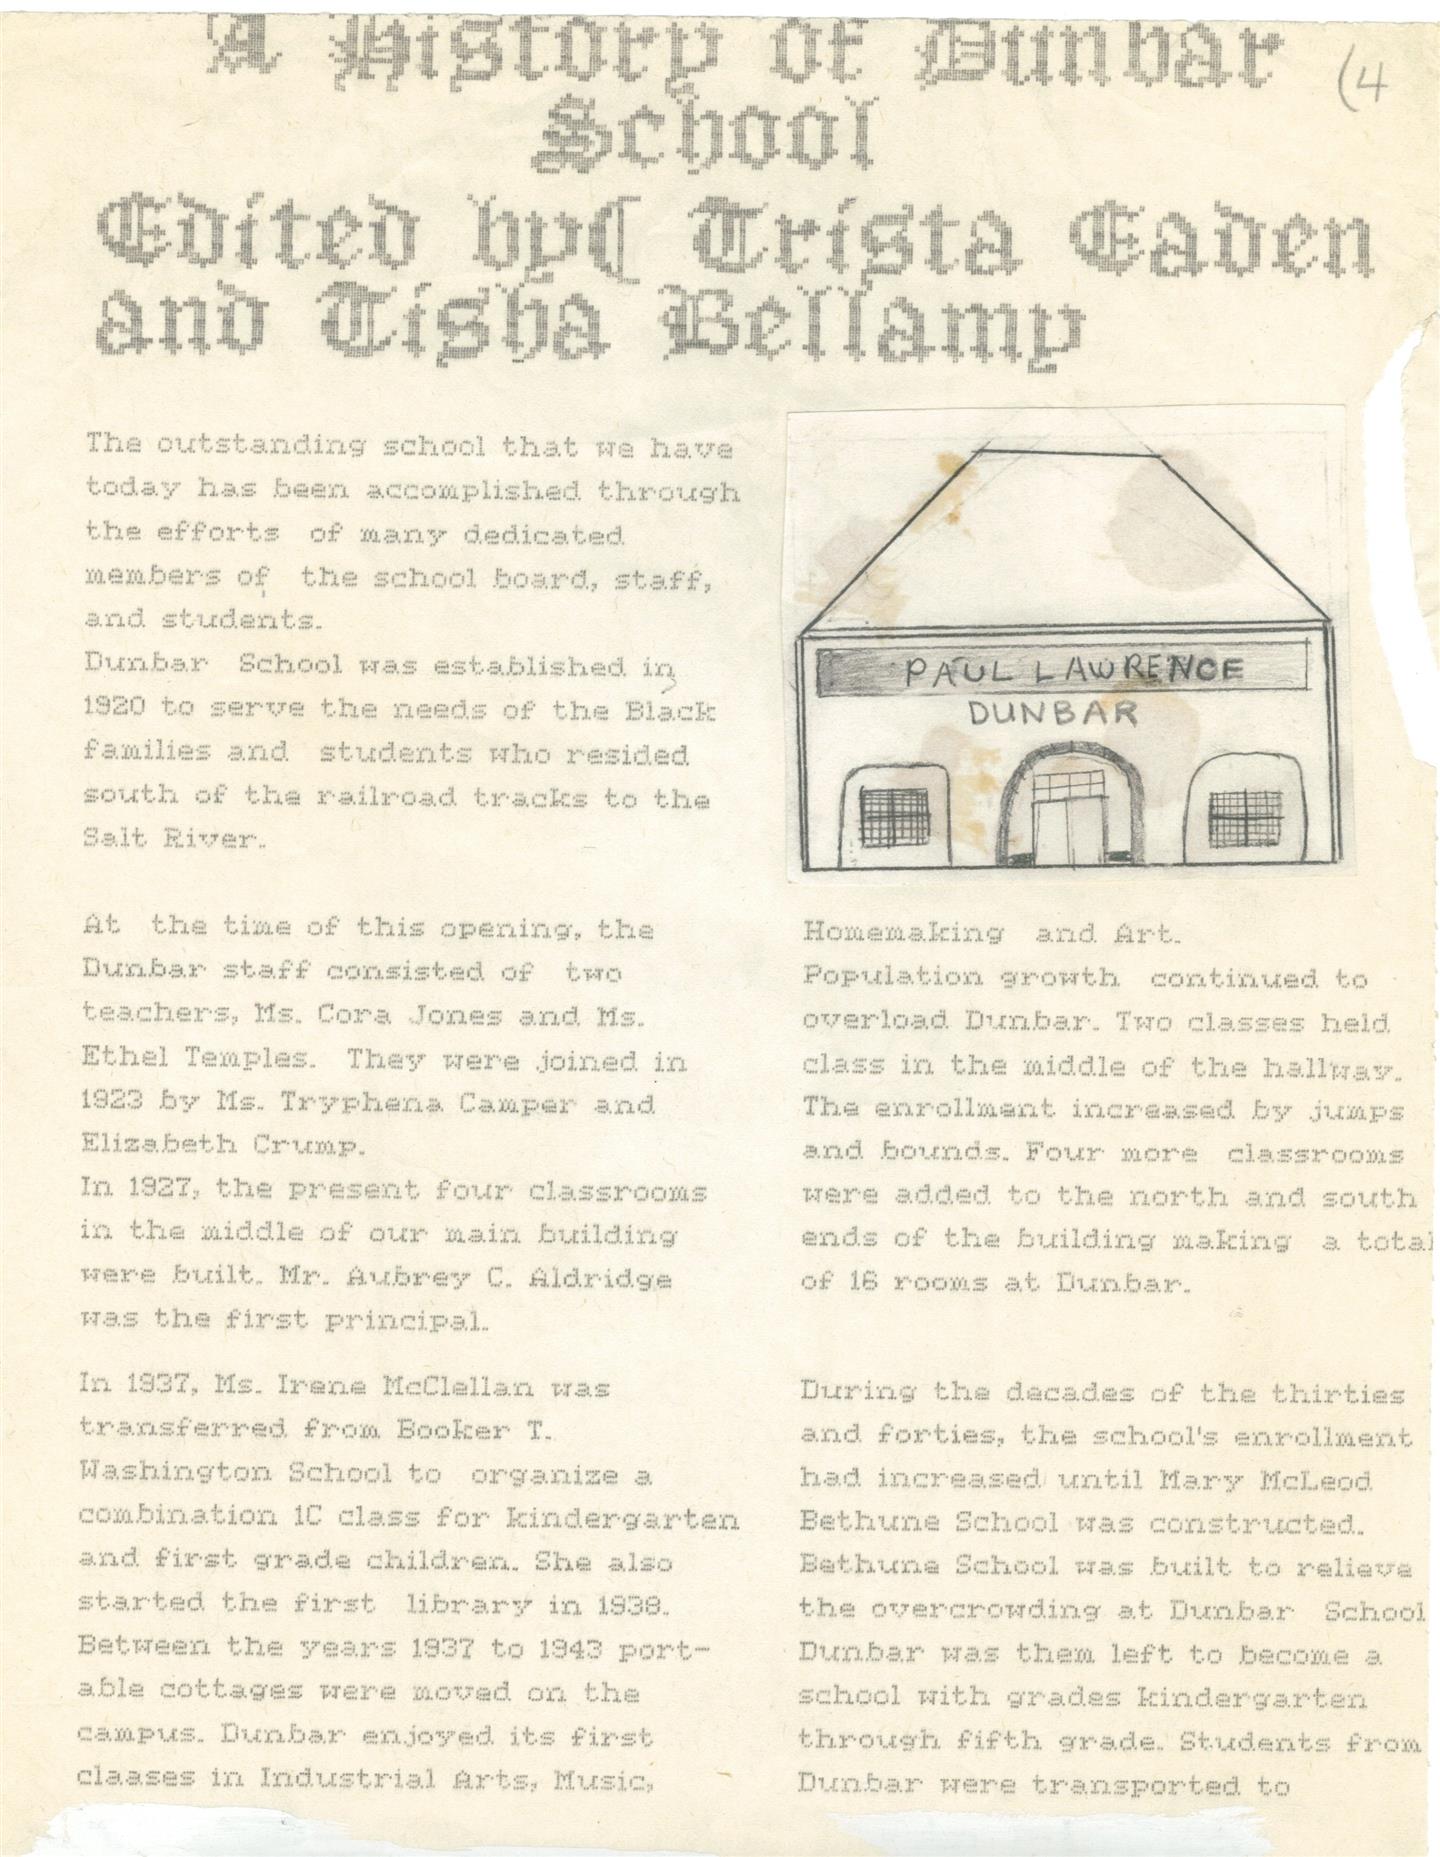 A History of Dunbar
School
(4
Edited by( Trista Eaden
and Tisha Bellamy
The outstanding school that we have
today has been accomplished through
the efforts of many dedicated
members of the school board, staff,
and students.
Dunbar School was established in
1920 to serve the needs of the Black
families and students who resided
south of the railroad tracks to the
Salt River.
PAUL LAWRENCE
DUNBAR
At the time of this opening, the
Dunbar staff consisted of two
teachers, Ms. Cora Jones and Ms.
Ethel Temples. They were joined in
1923 by Ms. Tryphena Camper and
Elizabeth Crump.
In 1927, the present four classrooms
in the middle of our main building
were built. Mr. Aubrey C. Aldridge
was the first principal.
In 1937, Ms. Irene McClellan was
transferred from Booker T.
Washington School to organize a
combination 1C class for kindergarten
and first grade children. She also
started the first library in 1938.
Between the years 1937 to 1943 port-
able cottages were moved on the
campus. Dunbar enjoyed its first
claases in Industrial Arts, Music,
Homemaking and Art.
Population growth continued to
overload Dunbar. Two classes held
class in the middle of the hallway.
The enrollment increased by jumps
and bounds. Four more classrooms
were added to the north and south
ends of the building making a total
of 16 rooms at Dunbar.
During the decades of the thirties
and forties, the school's enrollment
had increased until Mary McLeod
Bethune School was constructed.
Bethune School was built to relieve
the overcrowding at Dunbar School
Dunbar was them left to become a
school with grades kindergarten
through fifth grade. Students from
Dunbar were transported to